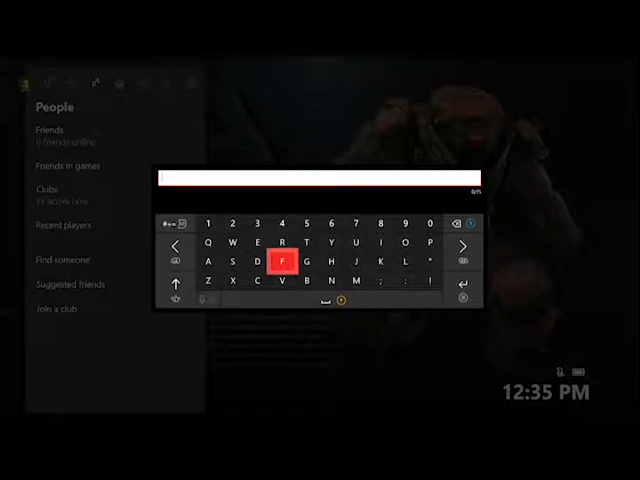 People
Friends
0 friends online
Friends in games
Clubs
11 active now
Recent players
Find someone
Suggested friends
Join a club
0/15
#+= 
1 2 3 4 5 6 7 8 9 0
Q W E R T Y U I O P
A S D F G H J K L "
Z X C V B N M ; : !
Y
12:35 PM